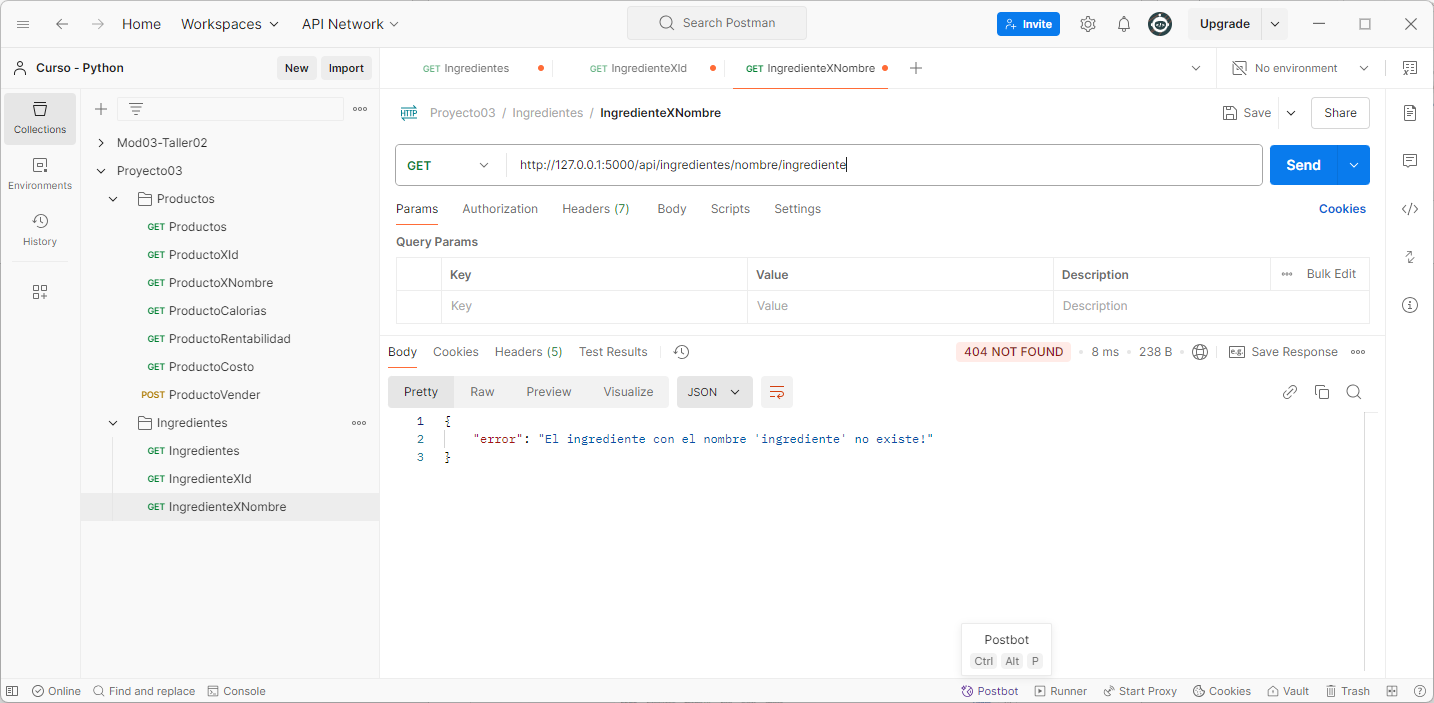 Home Workspaces API Network Search Postman Invite Upgrade
Curso - Python New Import GET Ingredientes GET IngredienteXId GET IngredienteXNombre No environment
Collections
Environments
History
Mod03-Taller02
Proyecto03
Productos
GET Productos
GET ProductoXId
GET ProductoXNombre
GET ProductoCalorias
GET ProductoRentabilidad
GET ProductoCosto
POST ProductoVender
Ingredientes
GET Ingredientes
GET IngredienteXId
GET IngredienteXNombre
HTTP Proyecto03 / Ingredientes / IngredienteXNombre Save Share
GET http://127.0.0.1:5000/api/ingredientes/nombre/ingrediente Send
Params Authorization Headers (7) Body Scripts Settings Cookies
Query Params
Key Value Description Bulk Edit
Key Value Description
Body Cookies Headers (5) Test Results 404 NOT FOUND 8 ms 238 B e.g. Save Response
Pretty Raw Preview Visualize JSON
1 {
2 "error": "El ingrediente con el nombre 'ingrediente' no existe!"
3 }
Postbot
Ctrl Alt P
Online Find and replace Console Postbot Runner Start Proxy Cookies Vault Trash